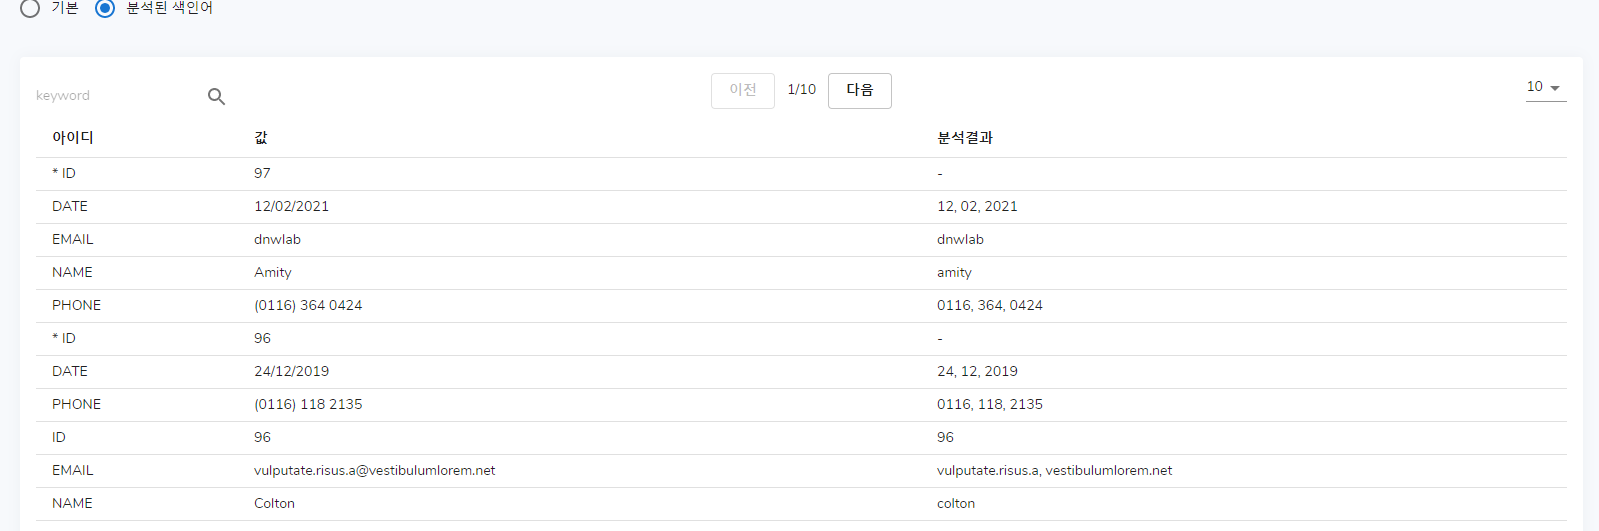 기본 분석된 색인어
keyword 이전 1/10 다음 10
아이디 값 분석결과
* ID 97 -
DATE 12/02/2021 12, 02, 2021
EMAIL dnwlab dnwlab
NAME Amity amity
PHONE (0116) 364 0424 0116, 364, 0424
* ID 96 -
DATE 24/12/2019 24, 12, 2019
PHONE (0116) 118 2135 0116, 118, 2135
ID 96 96
EMAIL vulputate.risus.a@vestibulumlorem.net vulputate.risus.a, vestibulumlorem.net
NAME Colton colton